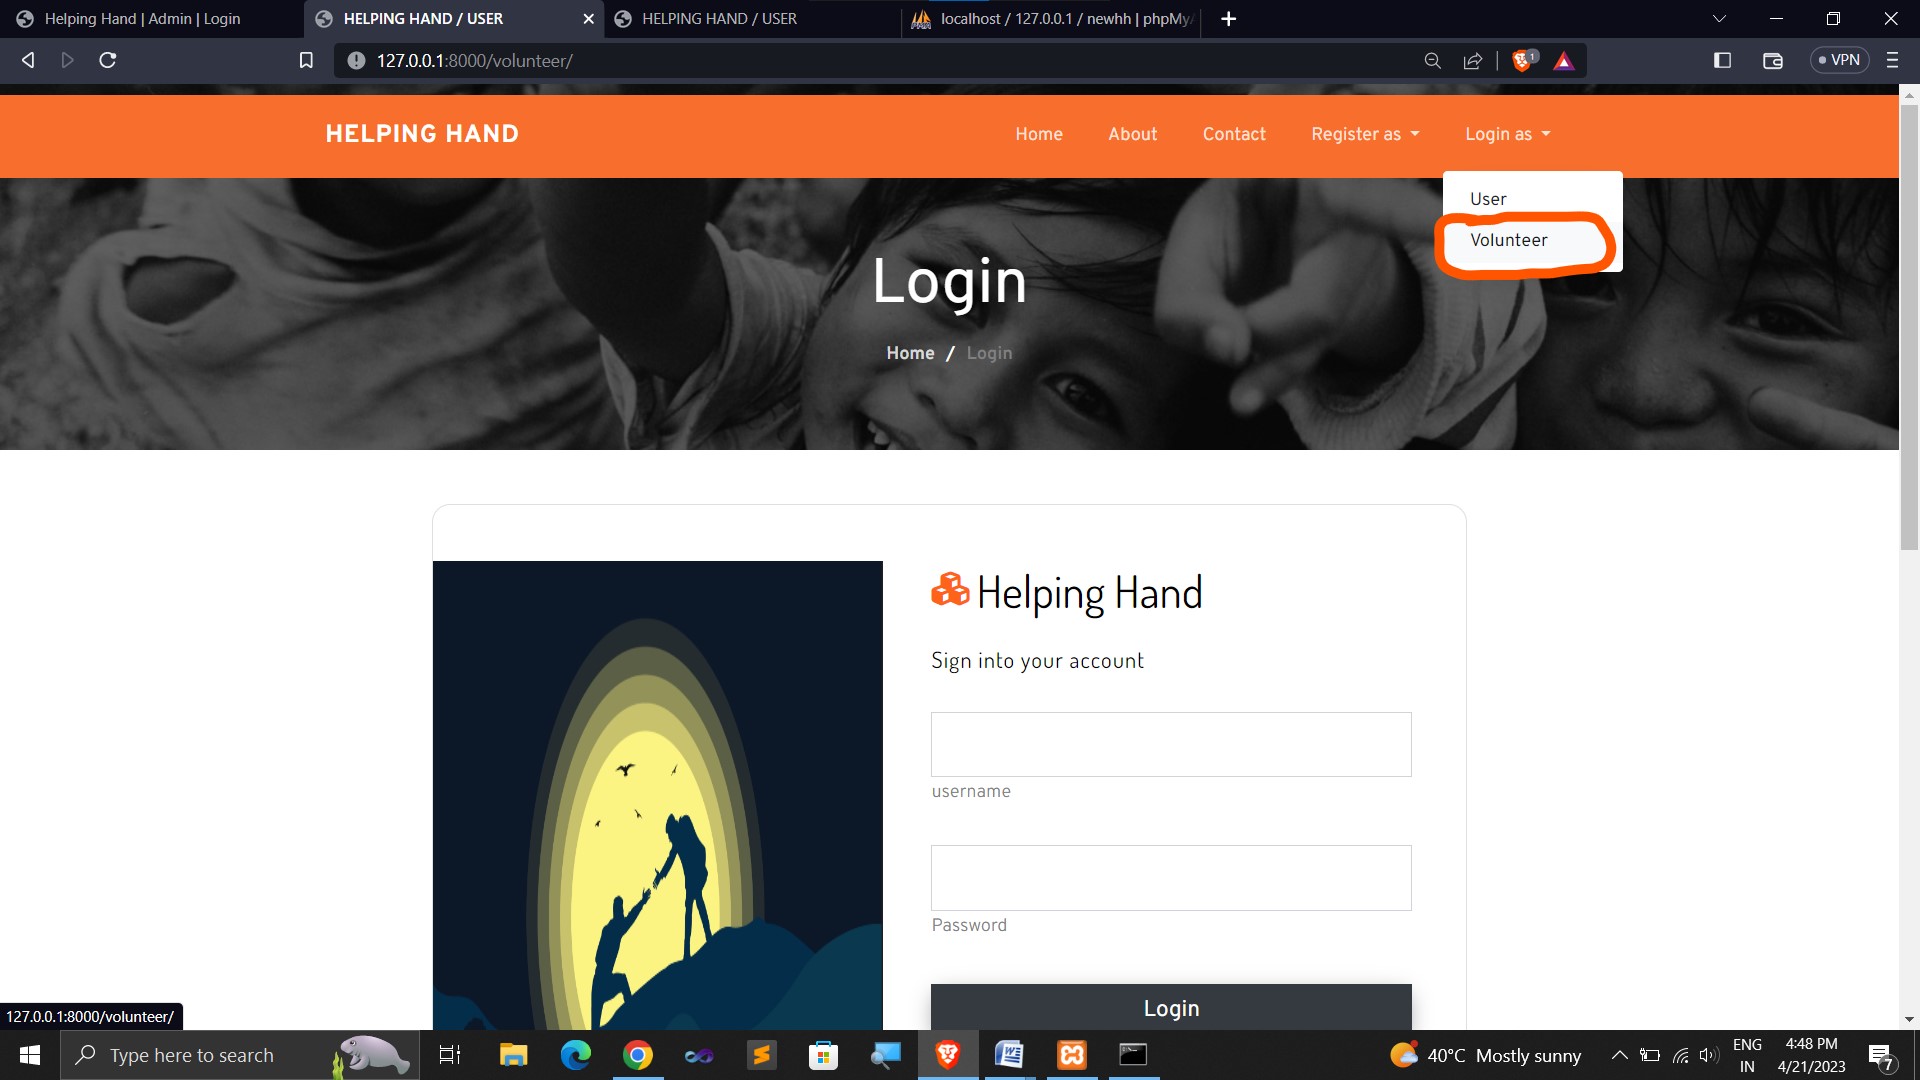 Helping Hand | Admin | Login
HELPING HAND / USER
HELPING HAND / USER
localhost / 127.0.0.1 / newhh | phpMyA
127.0.0.1:8000/volunteer/
1
VPN
HELPING HAND
Home
About
Contact
Register as
Login as
User
Volunteer
Login
Home / Login
Helping Hand
Sign into your account
username
Password
Login
127.0.0.1:8000/volunteer/
Type here to search
40°C Mostly sunny
ENG
IN
4:48 PM
4/21/2023
7